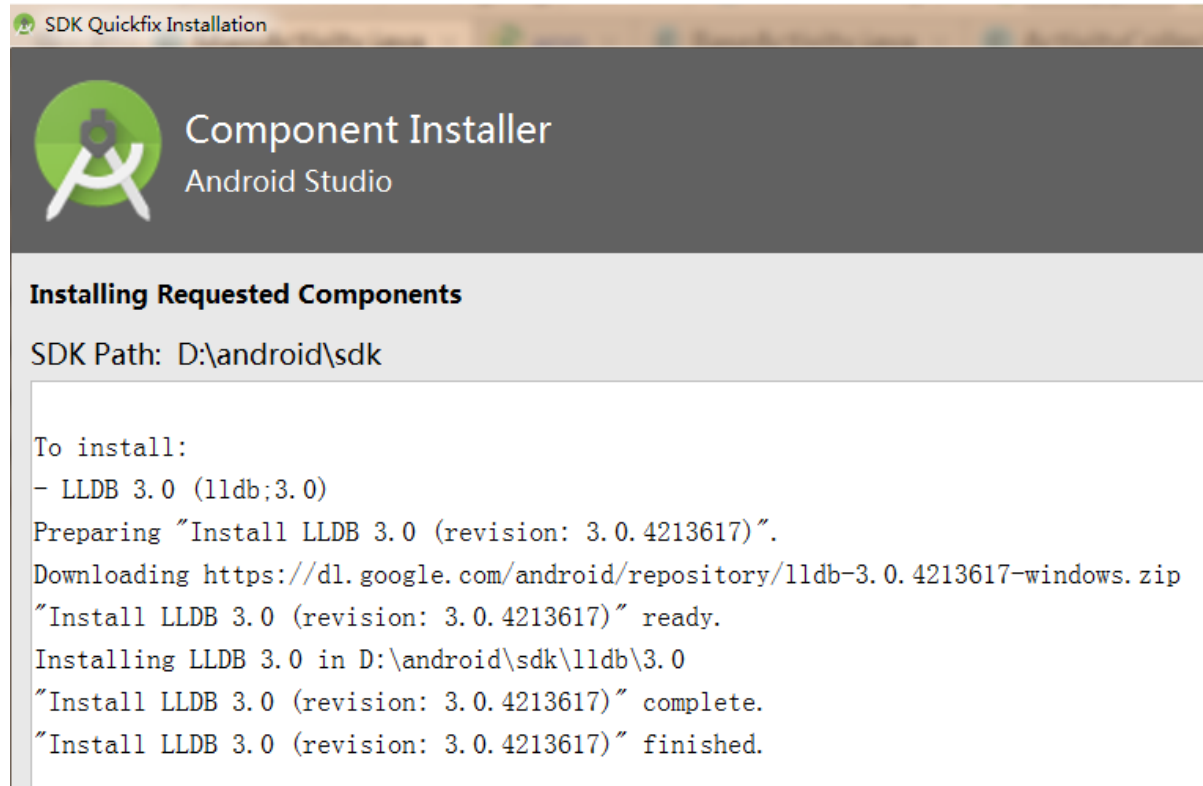 SDK Quickfix Installation
Component Installer
Android Studio
Installing Requested Components
SDK Path: D:\android\sdk
To install:
- LLDB 3.0 (lldb;3.0)
Preparing "Install LLDB 3.0 (revision: 3.0.4213617)".
Downloading https://dl.google.com/android/repository/lldb-3.0.4213617-windows.zip
"Install LLDB 3.0 (revision: 3.0.4213617)" ready.
Installing LLDB 3.0 in D:\android\sdk\lldb\3.0
"Install LLDB 3.0 (revision: 3.0.4213617)" complete.
"Install LLDB 3.0 (revision: 3.0.4213617)" finished.